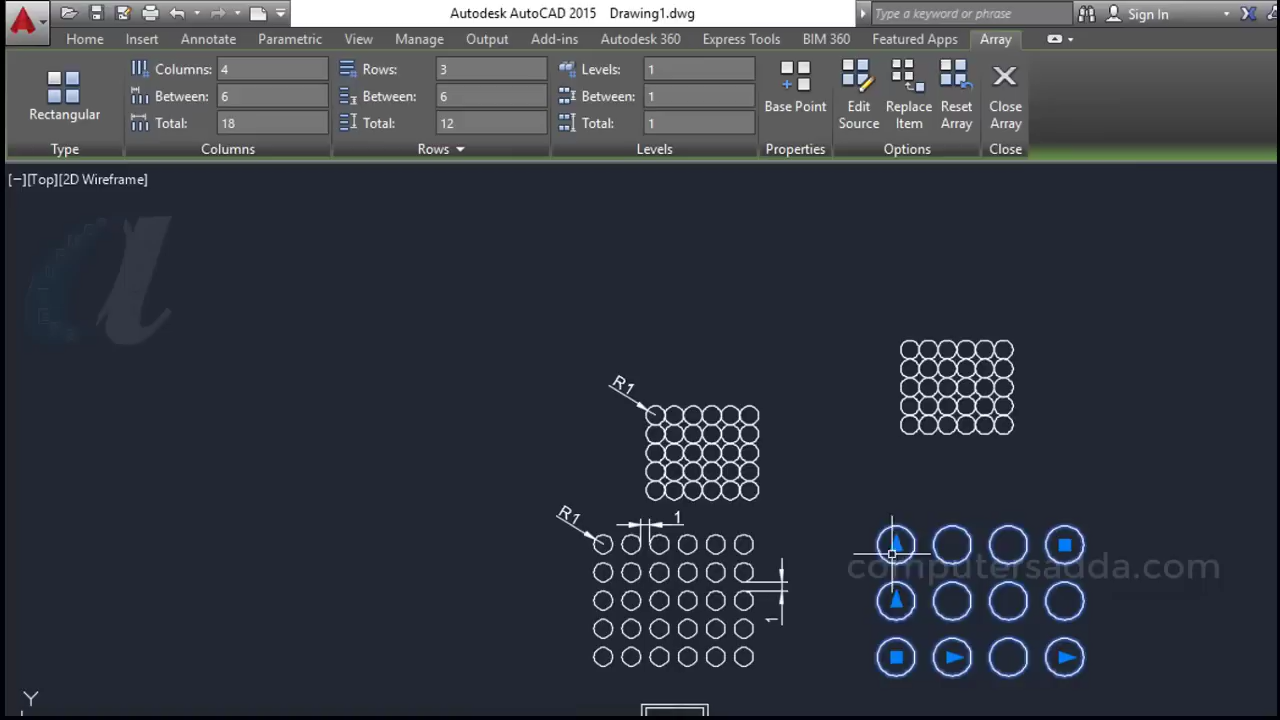 Autodesk AutoCAD 2015 Drawing1.dwg
Type a keyword or phrase
Sign In
Home Insert Annotate Parametric View Manage Output Add-ins Autodesk 360 Express Tools BIM 360 Featured Apps Array
Rectangular
Type
Columns: 4
Between: 6
Total: 18
Columns
Rows: 3
Between: 6
Total: 12
Rows
Levels: 1
Between: 1
Total: 1
Levels
Base Point
Properties
Edit Source
Replace Item
Reset Array
Options
Close Array
Close
[−][Top][2D Wireframe]
R1
R1
1
1
computersadda.com
Y